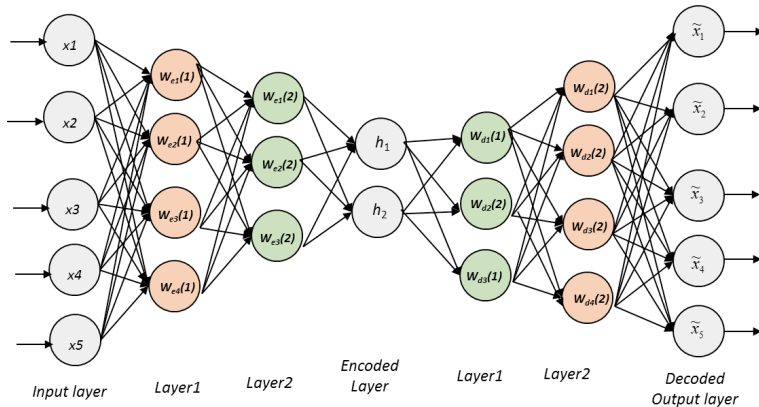 x1
x2
x3
x4
x5
We1(1)
We2(1)
We3(1)
We4(1)
We1(2)
We2(2)
We3(2)
h1
h2
Wd1(1)
Wd2(1)
Wd3(1)
Wd1(2)
Wd2(2)
Wd3(2)
Wd4(2)
x̃1
x̃2
x̃3
x̃4
x̃5
Input layer
Layer1
Layer2
Encoded
Layer
Layer1
Layer2
Decoded
Output layer